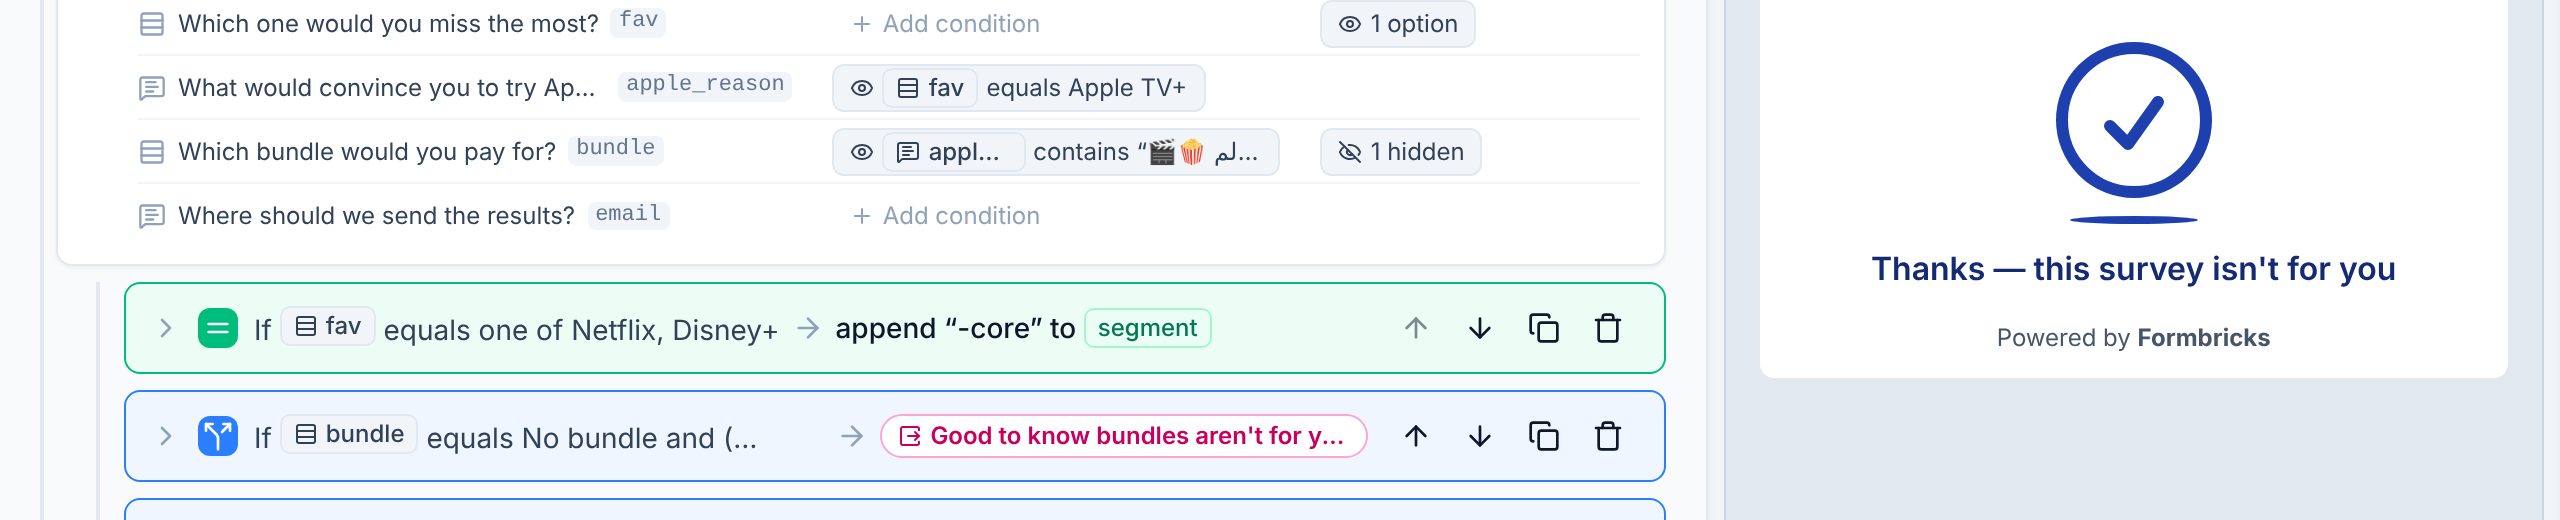 Which one would you miss the most? fav + Add condition 1 option
What would convince you to try Ap... apple_reason fav equals Apple TV+
Which bundle would you pay for? bundle appl... contains “🎬🍿 لم... 1 hidden
Where should we send the results? email + Add condition
If fav equals one of Netflix, Disney+ → append “-core” to segment
If bundle equals No bundle and (... → Good to know bundles aren't for y...
Thanks — this survey isn't for you
Powered by Formbricks